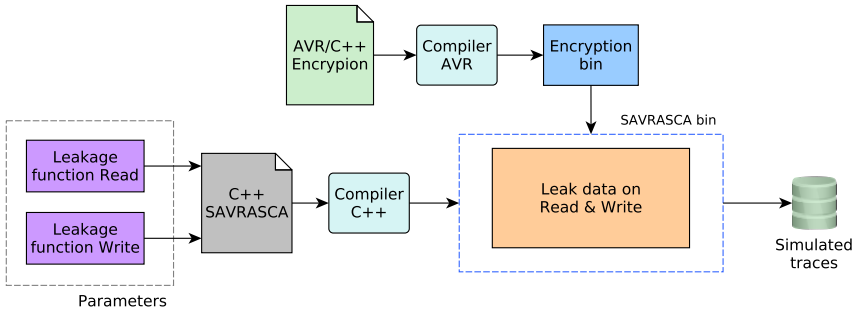 AVR/C++
Encrypion
Compiler
AVR
Encryption
bin
SAVRASCA bin
Leakage
function Read
Leakage
function Write
Parameters
C++
SAVRASCA
Compiler
C++
Leak data on
Read & Write
Simulated
traces